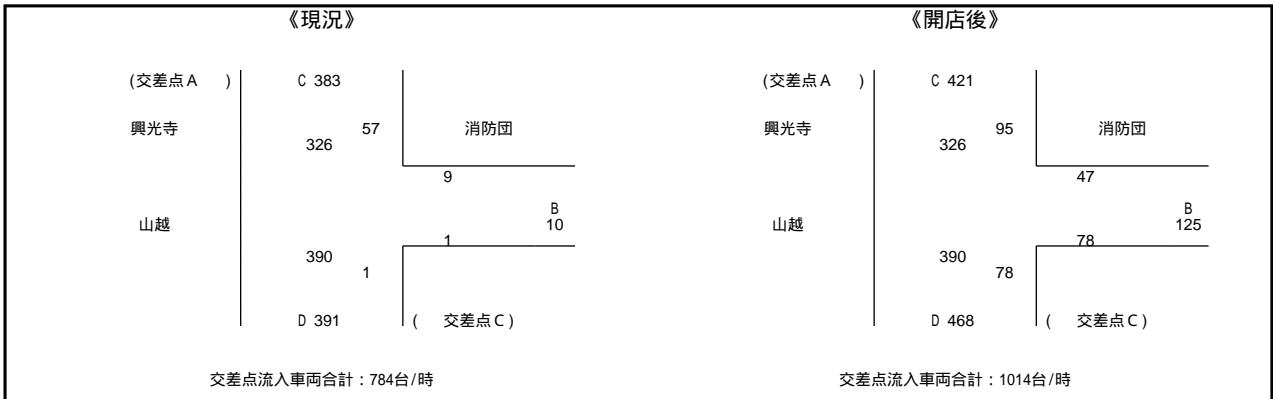 《現況》
(交差点A )
C 383
興光寺
57
消防団
326
9
B
山越
10
1
390
1
D 391
( 交差点C)
交差点流入車両合計:784台/時
《開店後》
(交差点A )
C 421
興光寺
95
消防団
326
47
B
山越
125
78
390
78
D 468
( 交差点C)
交差点流入車両合計:1014台/時